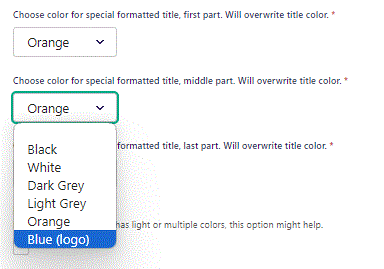 Choose color for special formatted title, first part. Will overwrite title color. *
Orange
Choose color for special formatted title, middle part. Will overwrite title color. *
Orange
formatted title, last part. Will overwrite title color. *
Black
White
Dark Grey
Light Grey
Orange
has light or multiple colors, this option might help.
Blue (logo)